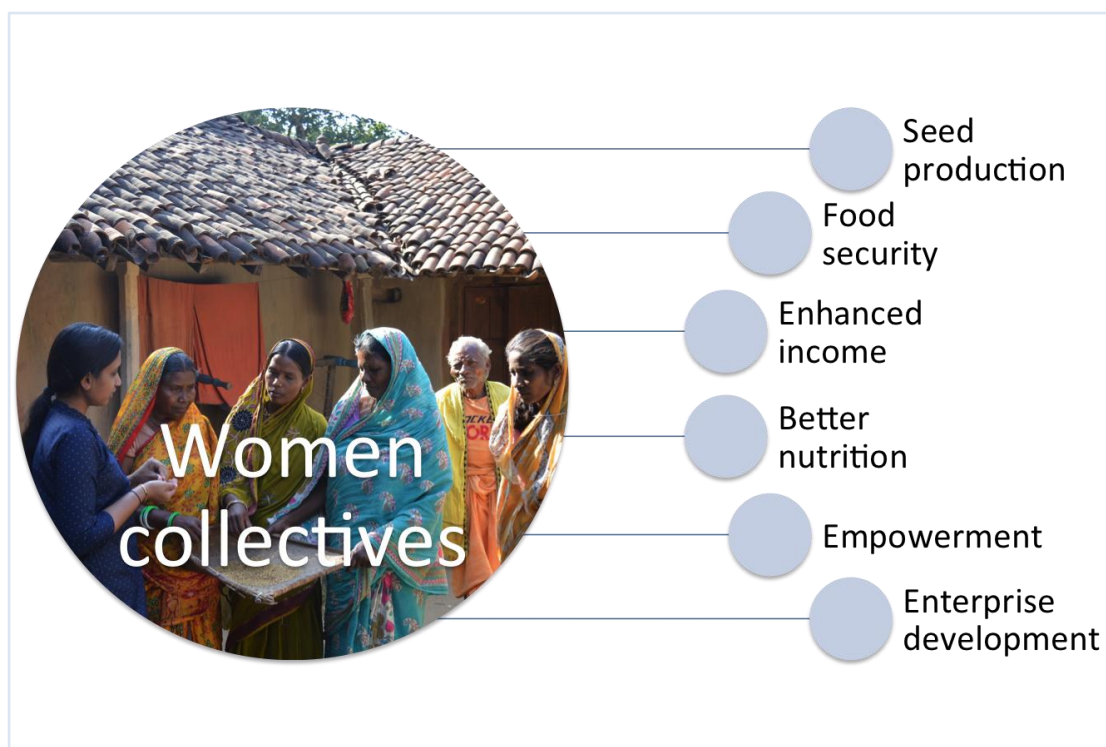 Women
collectives
Seed
production
Food
security
Enhanced
income
Better
nutrition
Empowerment
Enterprise
development